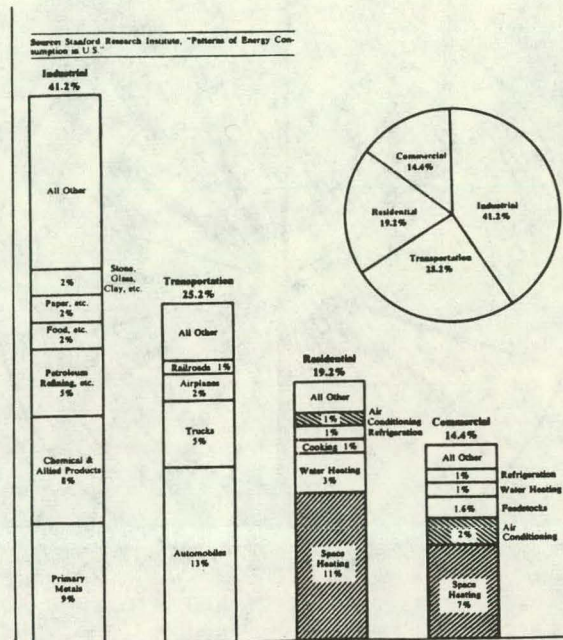 Source: Stanford Research Institute, "Patterns of Energy Con-
sumption in U.S."
Industrial
41.2%
All Other
2%
Stone,
Glass,
Clay, etc.
Paper, etc.
2%
Food, etc.
2%
Petroleum
Refining, etc.
5%
Chemical &
Allied Products
8%
Primary
Metals
9%
Transportation
25.2%
All Other
Railroads 1%
Airplanes
2%
Trucks
5%
Automobiles
13%
Commercial
14.4%
Industrial
41.2%
Residential
19.2%
Transportation
25.2%
Residential
19.2%
All Other
1%
Air
Conditioning
1%
Refrigeration
Cooking 1%
Water Heating
3%
Space
Heating
11%
Commercial
14.4%
All Other
1%
Refrigeration
1%
Water Heating
1.6%
Feedstocks
2%
Air
Conditioning
Space
Heating
7%